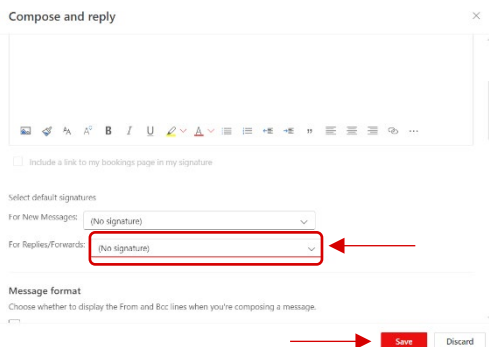 Compose and reply
B I U A
Include a link to my bookings page in my signature
Select default signatures
For New Messages: (No signature)
For Replies/Forwards: (No signature)
Message format
Choose whether to display the From and Bcc lines when you're composing a message.
Save Discard